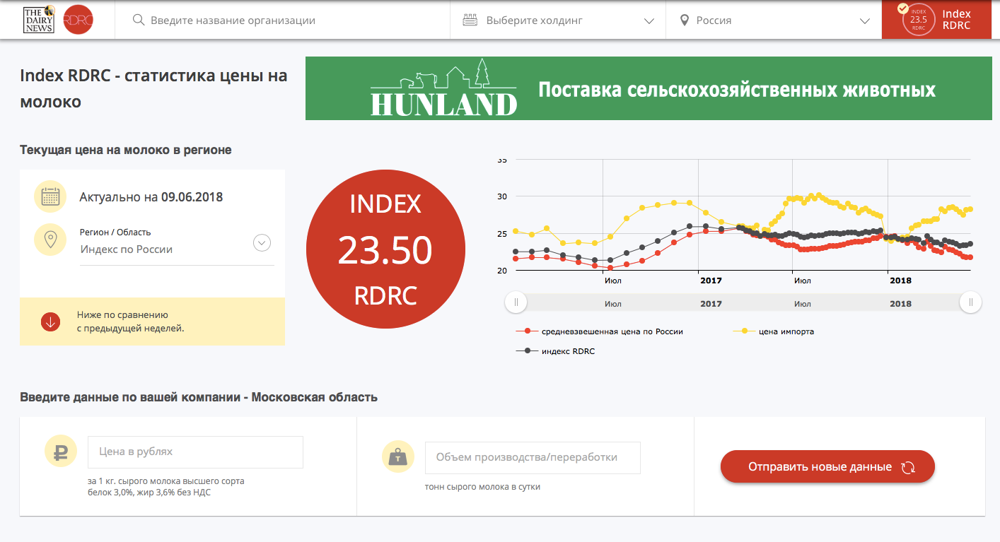 THE
DAIRY
NEWS
RDRC
Введите название организации
Выберите холдинг
Россия
INDEX
23.5
RDRC
Index
RDRC
Index RDRC - статистика цены на
молоко
HUNLAND
Поставка сельскохозяйственных животных
Текущая цена на молоко в регионе
Актуально на 09.06.2018
Регион / Область
Индекс по России
Ниже по сравнению
с предыдущей неделей.
INDEX
23.50
RDRC
35
30
25
20
Июл 2017 Июл 2018
Июл 2017 Июл 2018
средневзвешенная цена по России
цена импорта
индекс RDRC
Введите данные по вашей компании - Московская область
₽
Цена в рублях
за 1 кг. сырого молока высшего сорта
белок 3,0%, жир 3,6% без НДС
T
Объем производства/переработки
тонн сырого молока в сутки
Отправить новые данные